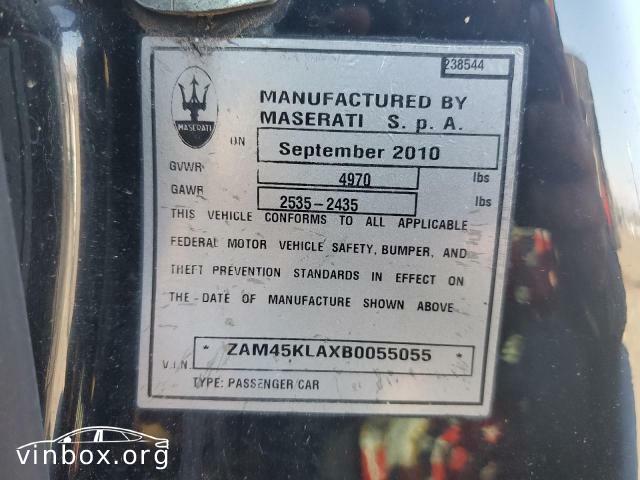 238544
MASERATI
MANUFACTURED BY
MASERATI S. p. A.
ON September 2010
GVWR 4970 lbs
GAWR 2535-2435 lbs
THIS VEHICLE CONFORMS TO ALL APPLICABLE
FEDERAL MOTOR VEHICLE SAFETY, BUMPER, AND
THEFT PREVENTION STANDARDS IN EFFECT ON
THE - DATE OF MANUFACTURE SHOWN ABOVE
V.I.N. * ZAM45KLAXB0055055 *
TYPE: PASSENGER CAR
vinbox.org